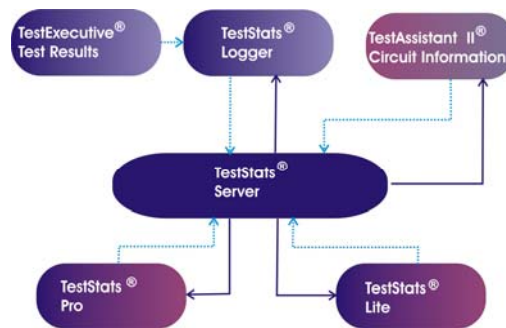 TestExecutive®
Test Results
TestStats®
Logger
TestAssistant II®
Circuit Information
TestStats®
Server
TestStats®
Pro
TestStats®
Lite